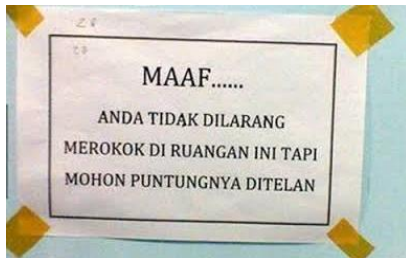 MAAF......
ANDA TIDAK DILARANG
MEROKOK DI RUANGAN INI TAPI
MOHON PUNTUNGNYA DITELAN